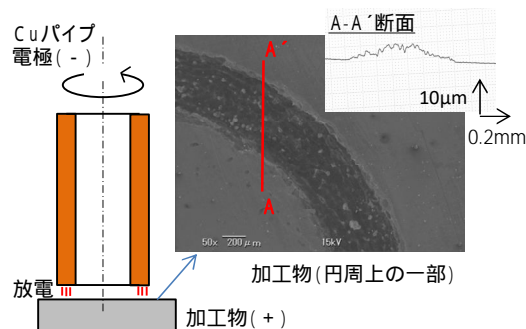 Cuパイプ
電極(-)
A-A´断面
10μm
0.2mm
A´
A
50x 200μm 15kV
放電
加工物(円周上の一部)
加工物(+)